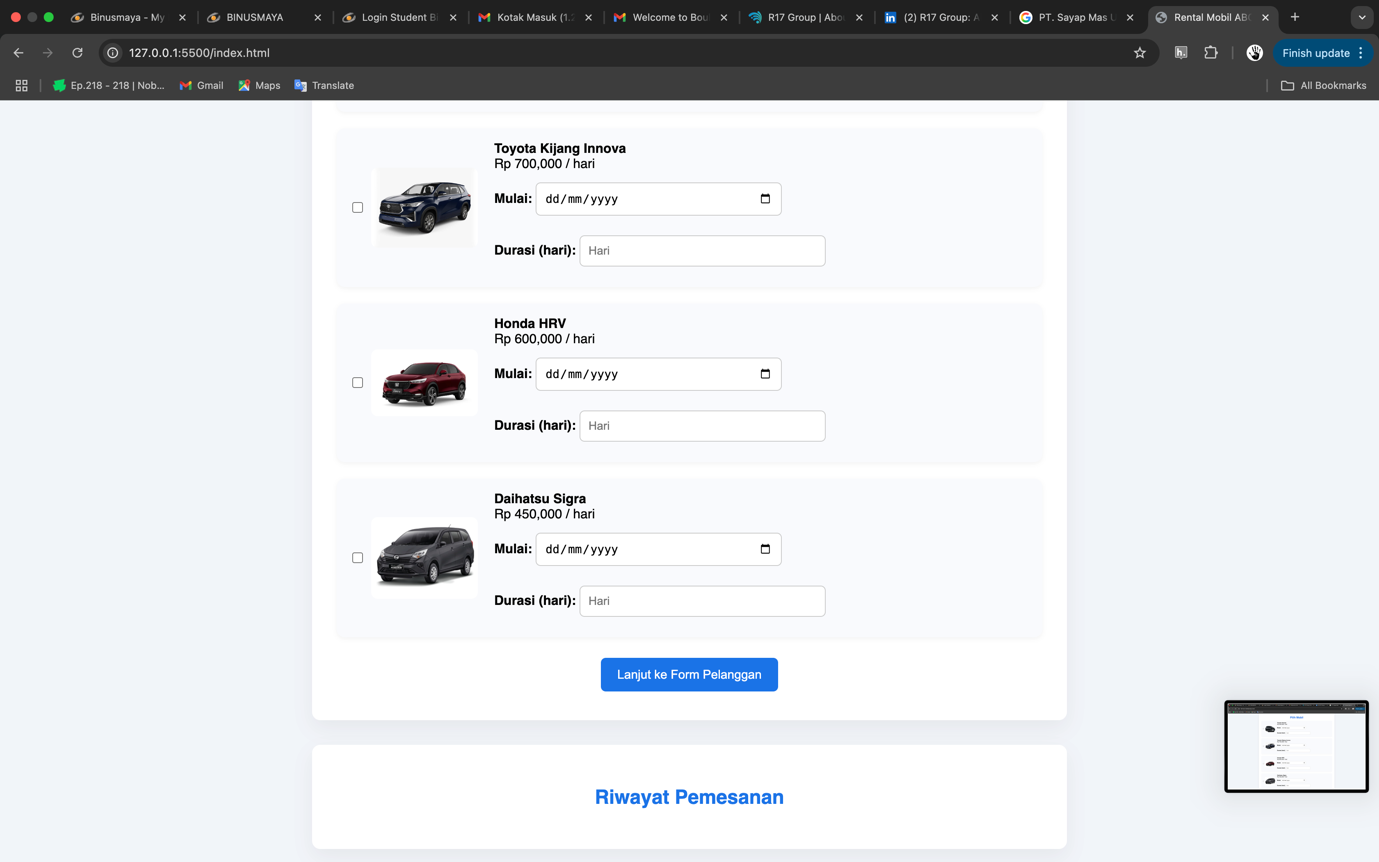 Binusmaya - My
BINUSMAYA
Login Student Bi
Kotak Masuk (1.
Welcome to Bou
R17 Group | Abou
(2) R17 Group: A
PT. Sayap Mas U
Rental Mobil ABC
127.0.0.1:5500/index.html
Finish update
Ep.218 - 218 | Nob...
Gmail
Maps
Translate
All Bookmarks
Toyota Kijang Innova
Rp 700,000 / hari
Mulai: dd/mm/yyyy
Durasi (hari): Hari
Honda HRV
Rp 600,000 / hari
Mulai: dd/mm/yyyy
Durasi (hari): Hari
Daihatsu Sigra
Rp 450,000 / hari
Mulai: dd/mm/yyyy
Durasi (hari): Hari
Lanjut ke Form Pelanggan
Riwayat Pemesanan